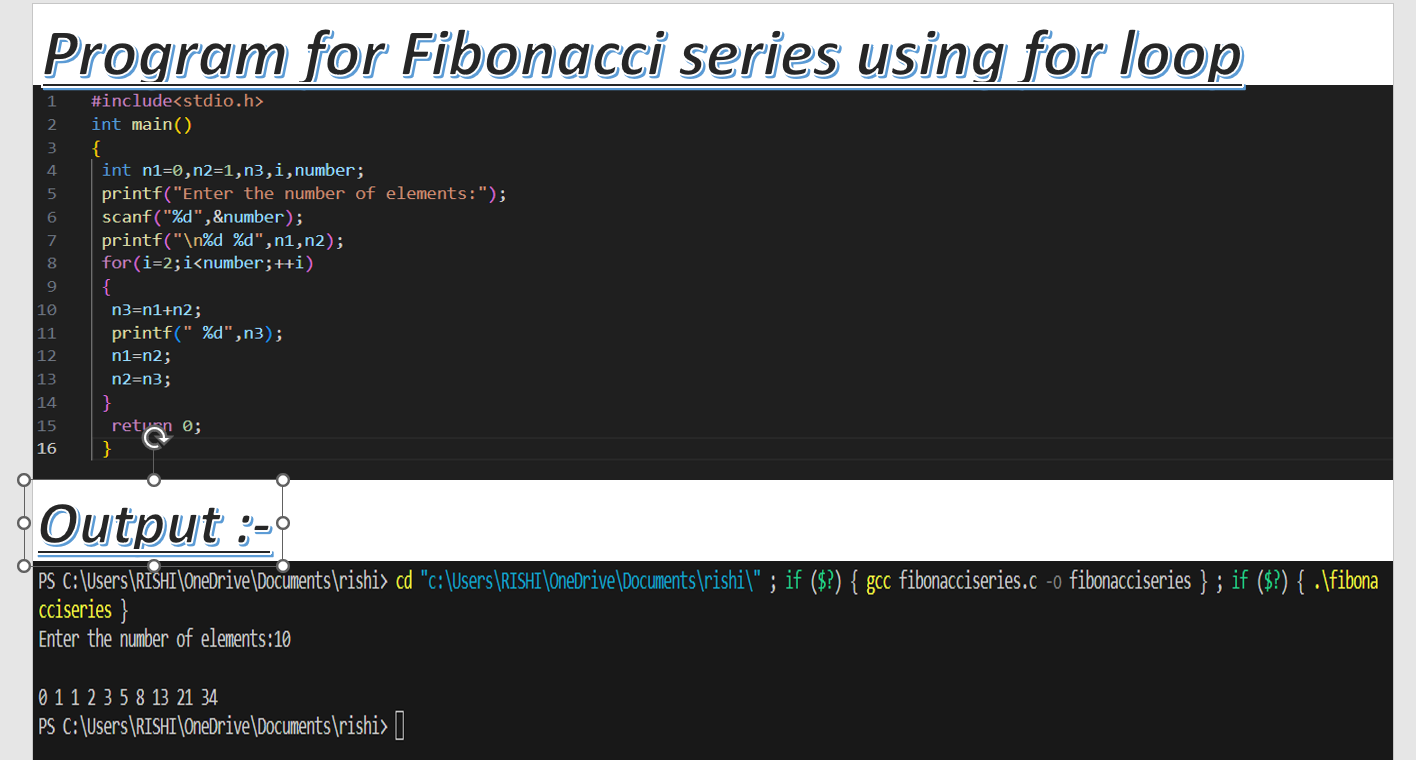 Program for Fibonacci series using for loop
1 #include<stdio.h>
2 int main()
3 {
4 int n1=0,n2=1,n3,i,number;
5 printf("Enter the number of elements:");
6 scanf("%d",&number);
7 printf("\n%d %d",n1,n2);
8 for(i=2;i<number;++i)
9 {
10 n3=n1+n2;
11 printf(" %d",n3);
12 n1=n2;
13 n2=n3;
14 }
15 return 0;
16 }
Output :-
PS C:\Users\RISHI\OneDrive\Documents\rishi> cd "c:\Users\RISHI\OneDrive\Documents\rishi\" ; if ($?) { gcc fibonacciseries.c -o fibonacciseries } ; if ($?) { .\fibona
cciseries }
Enter the number of elements:10
0 1 1 2 3 5 8 13 21 34
PS C:\Users\RISHI\OneDrive\Documents\rishi>